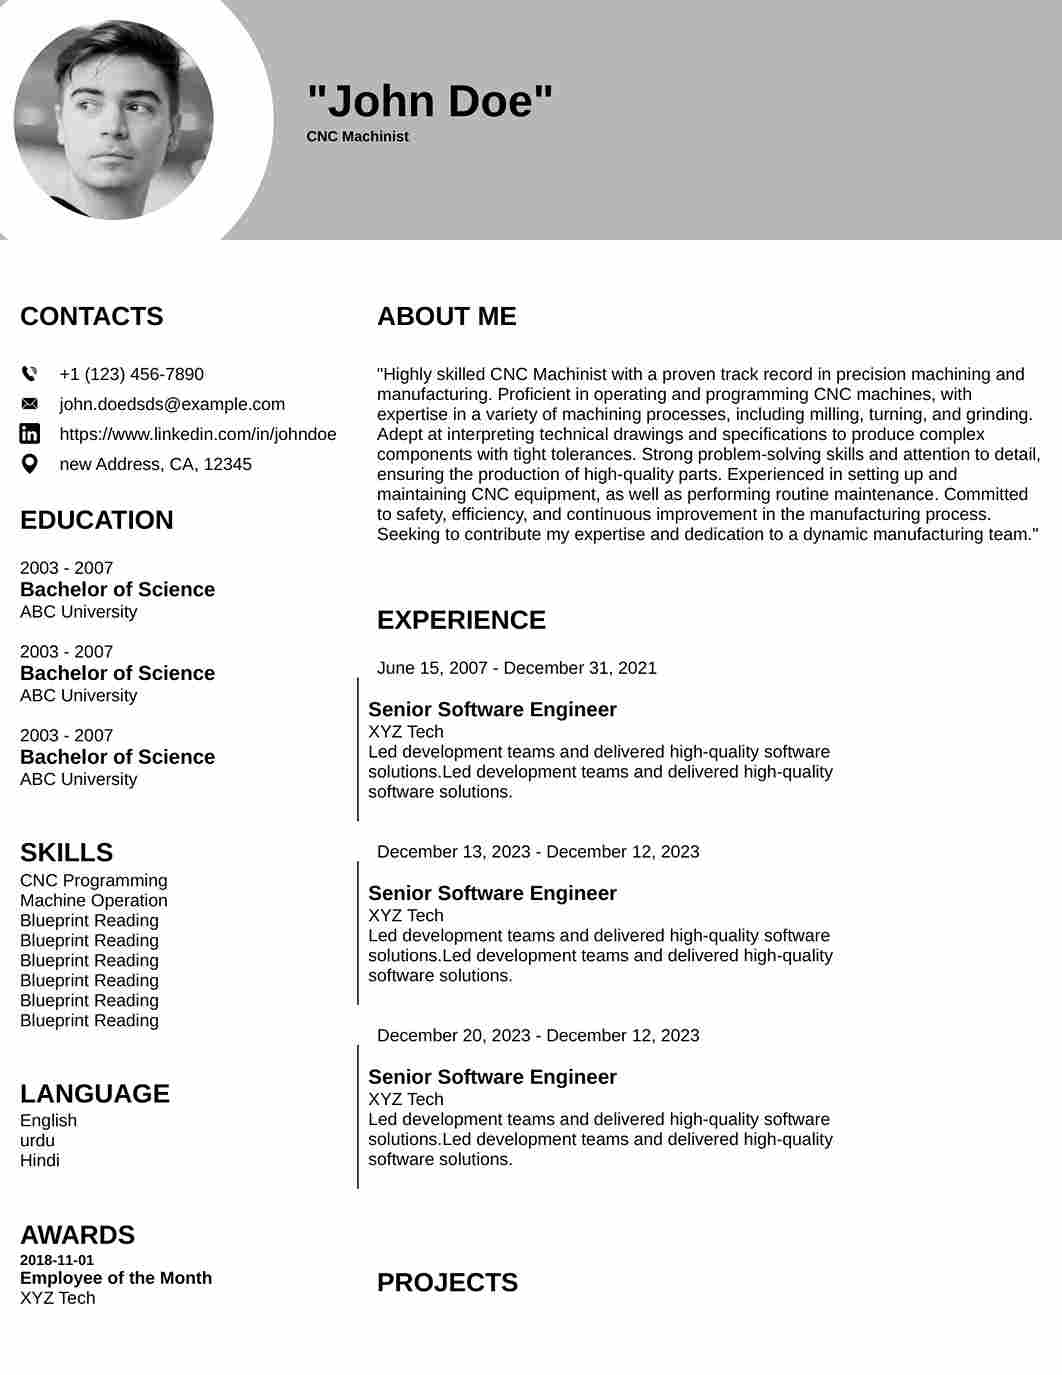 "John Doe"
CNC Machinist
CONTACTS
+1 (123) 456-7890
john.doedsds@example.com
https://www.linkedin.com/in/johndoe
new Address, CA, 12345
EDUCATION
2003 - 2007
Bachelor of Science
ABC University
2003 - 2007
Bachelor of Science
ABC University
2003 - 2007
Bachelor of Science
ABC University
SKILLS
CNC Programming
Machine Operation
Blueprint Reading
Blueprint Reading
Blueprint Reading
Blueprint Reading
Blueprint Reading
Blueprint Reading
LANGUAGE
English
urdu
Hindi
AWARDS
2018-11-01
Employee of the Month
XYZ Tech
ABOUT ME
"Highly skilled CNC Machinist with a proven track record in precision machining and
manufacturing. Proficient in operating and programming CNC machines, with
expertise in a variety of machining processes, including milling, turning, and grinding.
Adept at interpreting technical drawings and specifications to produce complex
components with tight tolerances. Strong problem-solving skills and attention to detail,
ensuring the production of high-quality parts. Experienced in setting up and
maintaining CNC equipment, as well as performing routine maintenance. Committed
to safety, efficiency, and continuous improvement in the manufacturing process.
Seeking to contribute my expertise and dedication to a dynamic manufacturing team."
EXPERIENCE
June 15, 2007 - December 31, 2021
Senior Software Engineer
XYZ Tech
Led development teams and delivered high-quality software
solutions.Led development teams and delivered high-quality
software solutions.
December 13, 2023 - December 12, 2023
Senior Software Engineer
XYZ Tech
Led development teams and delivered high-quality software
solutions.Led development teams and delivered high-quality
software solutions.
December 20, 2023 - December 12, 2023
Senior Software Engineer
XYZ Tech
Led development teams and delivered high-quality software
solutions.Led development teams and delivered high-quality
software solutions.
PROJECTS